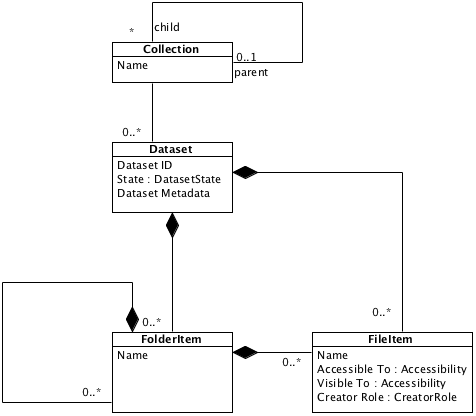 child
*
Collection
0..1
Name
parent
0..*
Dataset
Dataset ID
State : DatasetState
Dataset Metadata
0..*
0..*
FolderItem
FileItem
Name
0..*
Name
Accessible To : Accessibility
Visible To : Accessibility
Creator Role : CreatorRole
0..*